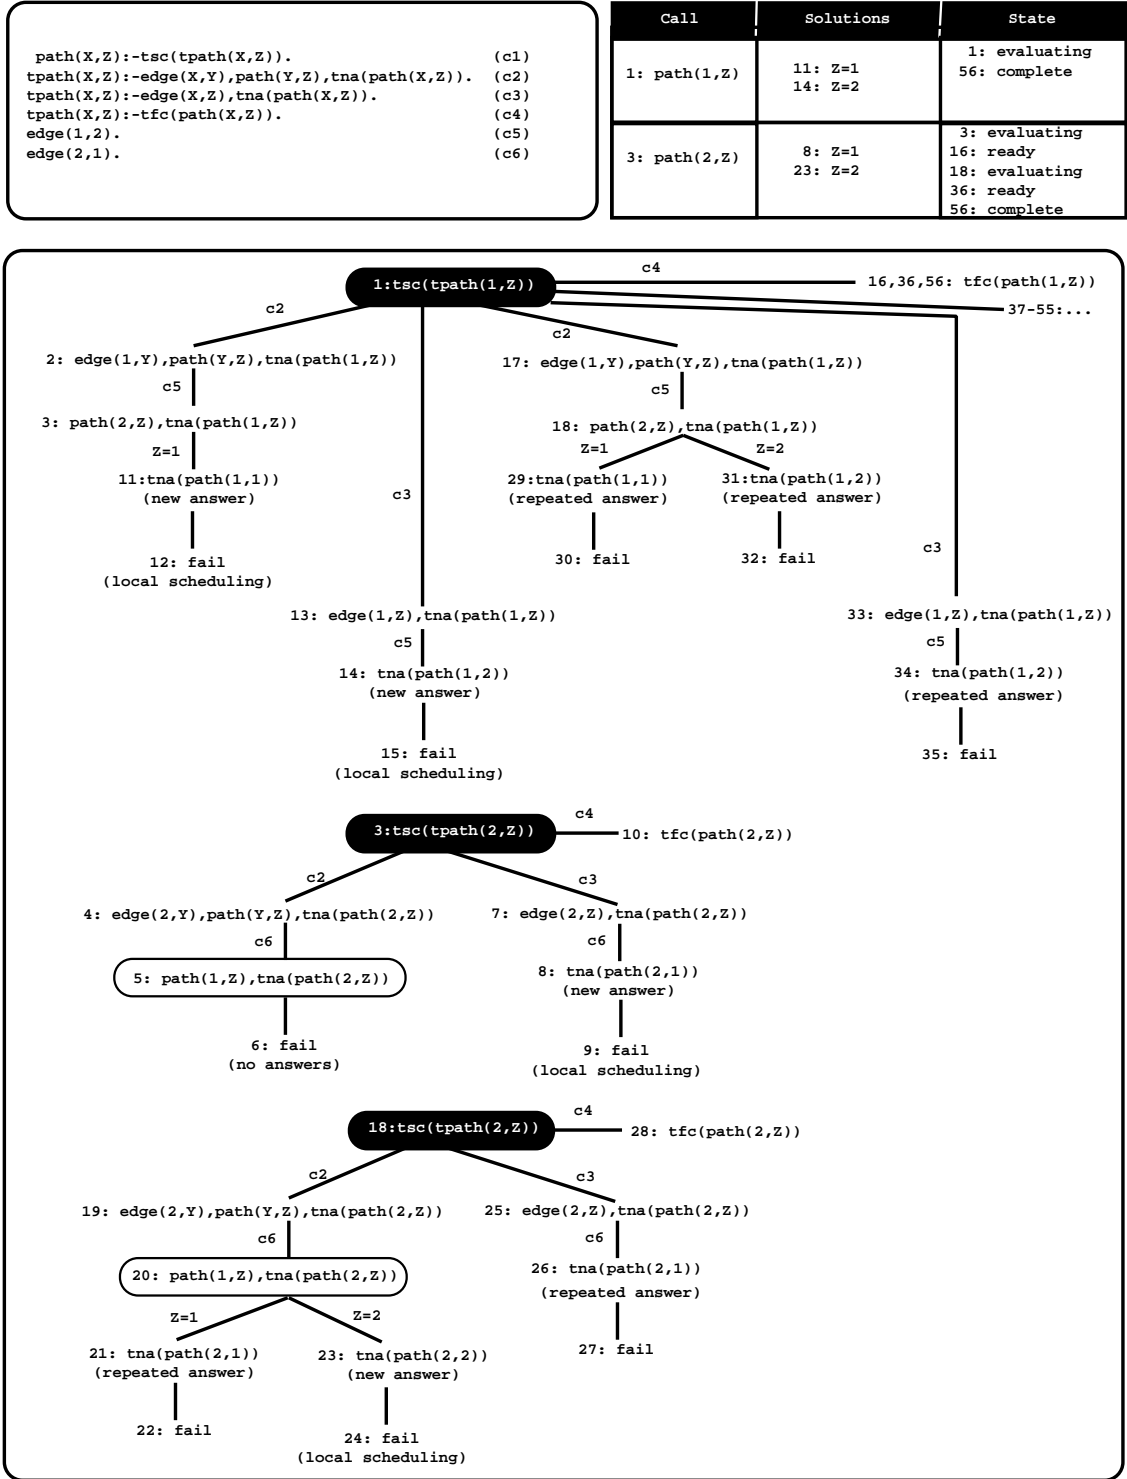 path(X,Z):-tsc(tpath(X,Z)). (c1)
tpath(X,Z):-edge(X,Y),path(Y,Z),tna(path(X,Z)). (c2)
tpath(X,Z):-edge(X,Z),tna(path(X,Z)). (c3)
tpath(X,Z):-tfc(path(X,Z)). (c4)
edge(1,2). (c5)
edge(2,1). (c6)
Call Solutions State
1: path(1,Z)
11: Z=1
14: Z=2
1: evaluating
56: complete
3: path(2,Z)
8: Z=1
23: Z=2
3: evaluating
16: ready
18: evaluating
36: ready
56: complete
1:tsc(tpath(1,Z))
c4
16,36,56: tfc(path(1,Z))
37-55:...
c2
c2
2: edge(1,Y),path(Y,Z),tna(path(1,Z))
17: edge(1,Y),path(Y,Z),tna(path(1,Z))
c5
c5
3: path(2,Z),tna(path(1,Z))
18: path(2,Z),tna(path(1,Z))
Z=1
Z=1
Z=2
11:tna(path(1,1))
(new answer)
29:tna(path(1,1))
(repeated answer)
31:tna(path(1,2))
(repeated answer)
c3
c3
12: fail
(local scheduling)
30: fail
32: fail
13: edge(1,Z),tna(path(1,Z))
33: edge(1,Z),tna(path(1,Z))
c5
c5
14: tna(path(1,2))
(new answer)
34: tna(path(1,2))
(repeated answer)
15: fail
(local scheduling)
35: fail
3:tsc(tpath(2,Z))
c4
10: tfc(path(2,Z))
c2
c3
4: edge(2,Y),path(Y,Z),tna(path(2,Z))
7: edge(2,Z),tna(path(2,Z))
c6
c6
5: path(1,Z),tna(path(2,Z))
8: tna(path(2,1))
(new answer)
6: fail
(no answers)
9: fail
(local scheduling)
18:tsc(tpath(2,Z))
c4
28: tfc(path(2,Z))
c2
c3
19: edge(2,Y),path(Y,Z),tna(path(2,Z))
25: edge(2,Z),tna(path(2,Z))
c6
c6
20: path(1,Z),tna(path(2,Z))
26: tna(path(2,1))
(repeated answer)
Z=1
Z=2
21: tna(path(2,1))
(repeated answer)
23: tna(path(2,2))
(new answer)
27: fail
22: fail
24: fail
(local scheduling)